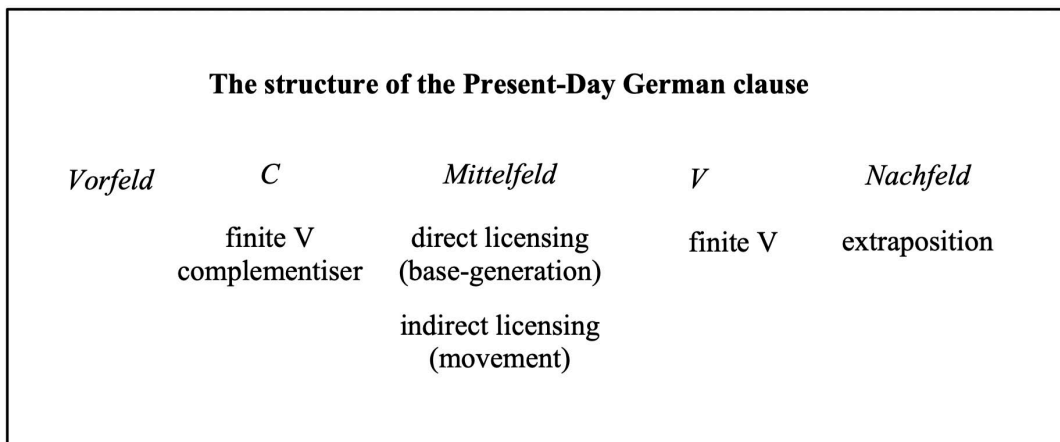 The structure of the Present-Day German clause
Vorfeld C Mittelfeld V Nachfeld
finite V direct licensing finite V extraposition
complementiser (base-generation)
indirect licensing
(movement)